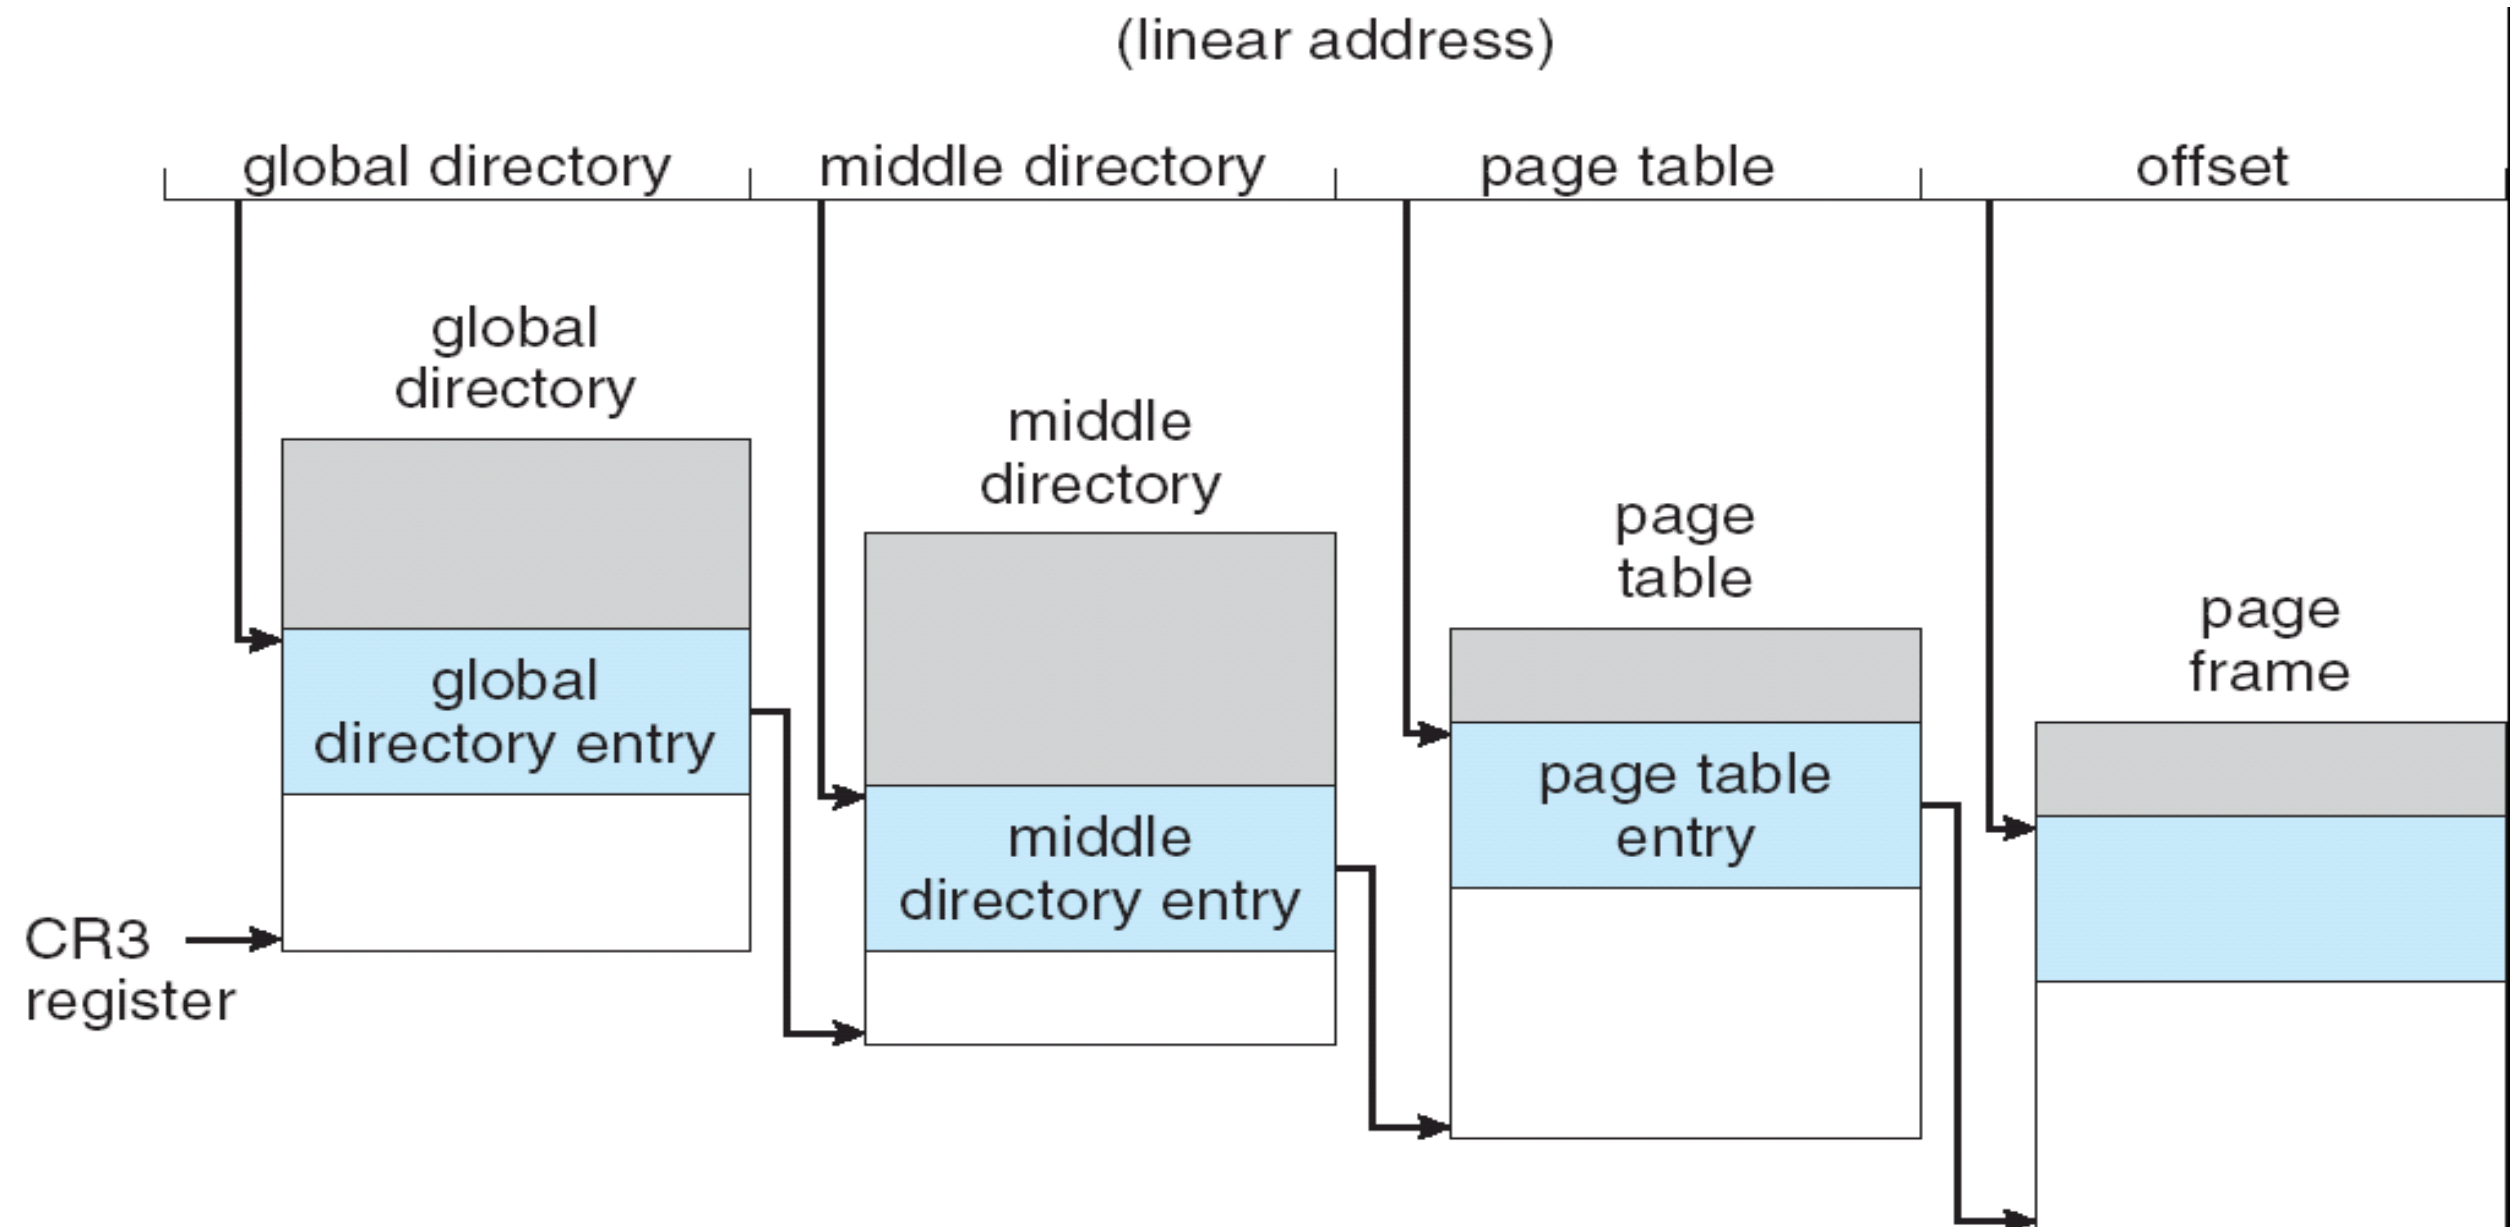 (linear address)
global directory
middle directory
page table
offset
global
directory
middle
directory
page
table
page
frame
global
directory entry
middle
directory entry
page table
entry
CR3
register